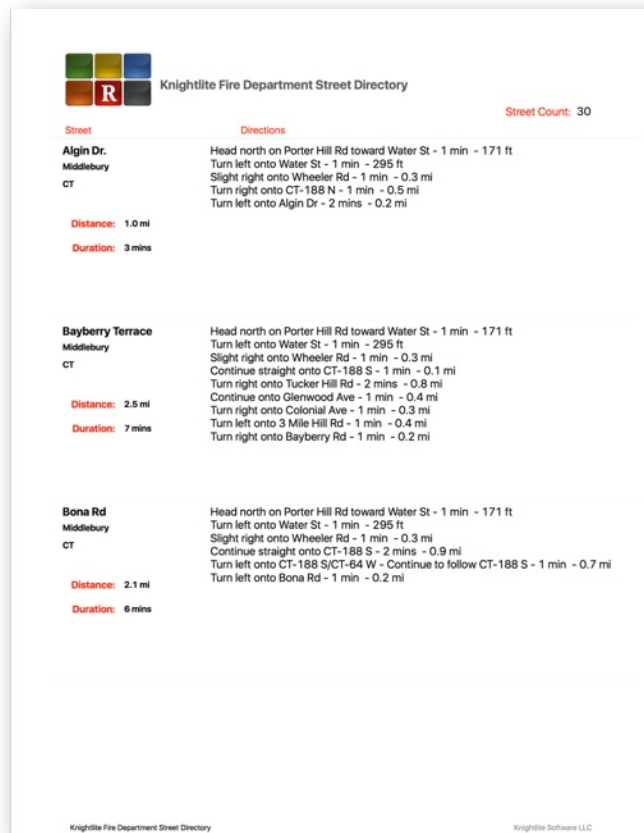 R
Knightlite Fire Department Street Directory
Street Count: 30
Street Directions
Algin Dr.
Middlebury
CT
Distance: 1.0 mi
Duration: 3 mins
Head north on Porter Hill Rd toward Water St - 1 min - 171 ft
Turn left onto Water St - 1 min - 295 ft
Slight right onto Wheeler Rd - 1 min - 0.3 mi
Turn right onto CT-188 N - 1 min - 0.5 mi
Turn left onto Algin Dr - 2 mins - 0.2 mi
Bayberry Terrace
Middlebury
CT
Distance: 2.5 mi
Duration: 7 mins
Head north on Porter Hill Rd toward Water St - 1 min - 171 ft
Turn left onto Water St - 1 min - 295 ft
Slight right onto Wheeler Rd - 1 min - 0.3 mi
Continue straight onto CT-188 S - 1 min - 0.1 mi
Turn right onto Tucker Hill Rd - 2 mins - 0.8 mi
Continue onto Glenwood Ave - 1 min - 0.4 mi
Turn right onto Colonial Ave - 1 min - 0.3 mi
Turn left onto 3 Mile Hill Rd - 1 min - 0.4 mi
Turn right onto Bayberry Rd - 1 min - 0.2 mi
Bona Rd
Middlebury
CT
Distance: 2.1 mi
Duration: 6 mins
Head north on Porter Hill Rd toward Water St - 1 min - 171 ft
Turn left onto Water St - 1 min - 295 ft
Slight right onto Wheeler Rd - 1 min - 0.3 mi
Continue straight onto CT-188 S - 2 mins - 0.9 mi
Turn left onto CT-188 S/CT-64 W - Continue to follow CT-188 S - 1 min - 0.7 mi
Turn left onto Bona Rd - 1 min - 0.2 mi
Knightlite Fire Department Street Directory
Knightlite Software LLC